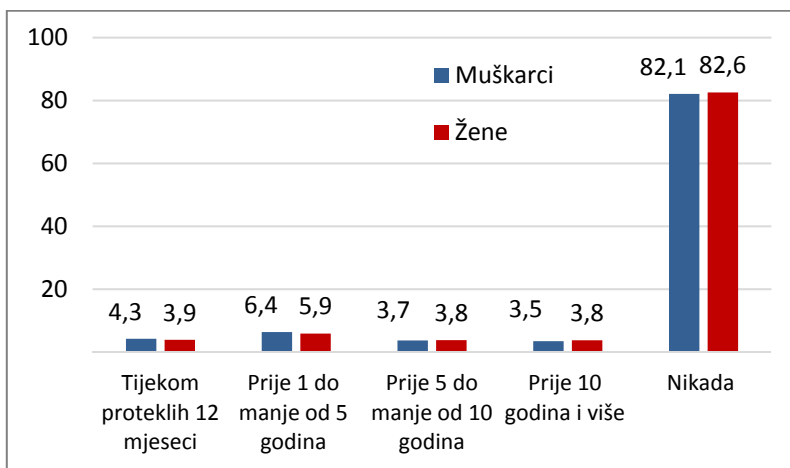 100
80
60
40
20
Muškarci
Žene
4,3
3,9
6,4
5,9
3,7
3,8
3,5
3,8
82,1
82,6
Tijekom
proteklih 12
mjeseci
Prije 1 do
manje od 5
godina
Prije 5 do
manje od 10
godina
Prije 10
godina i više
Nikada